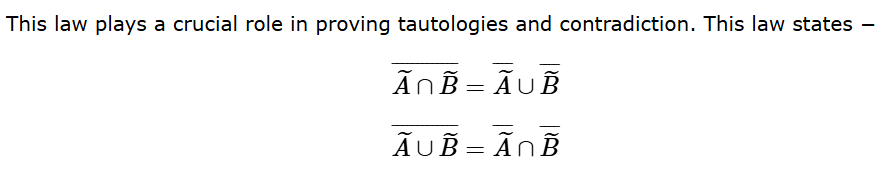 This law plays a crucial role in proving tautologies and contradiction. This law states −
$\overline{\widetilde{A} \cap \widetilde{B}} = \overline{\widetilde{A}} \cup \overline{\widetilde{B}}$
$\overline{\widetilde{A} \cup \widetilde{B}} = \overline{\widetilde{A}} \cap \overline{\widetilde{B}}$